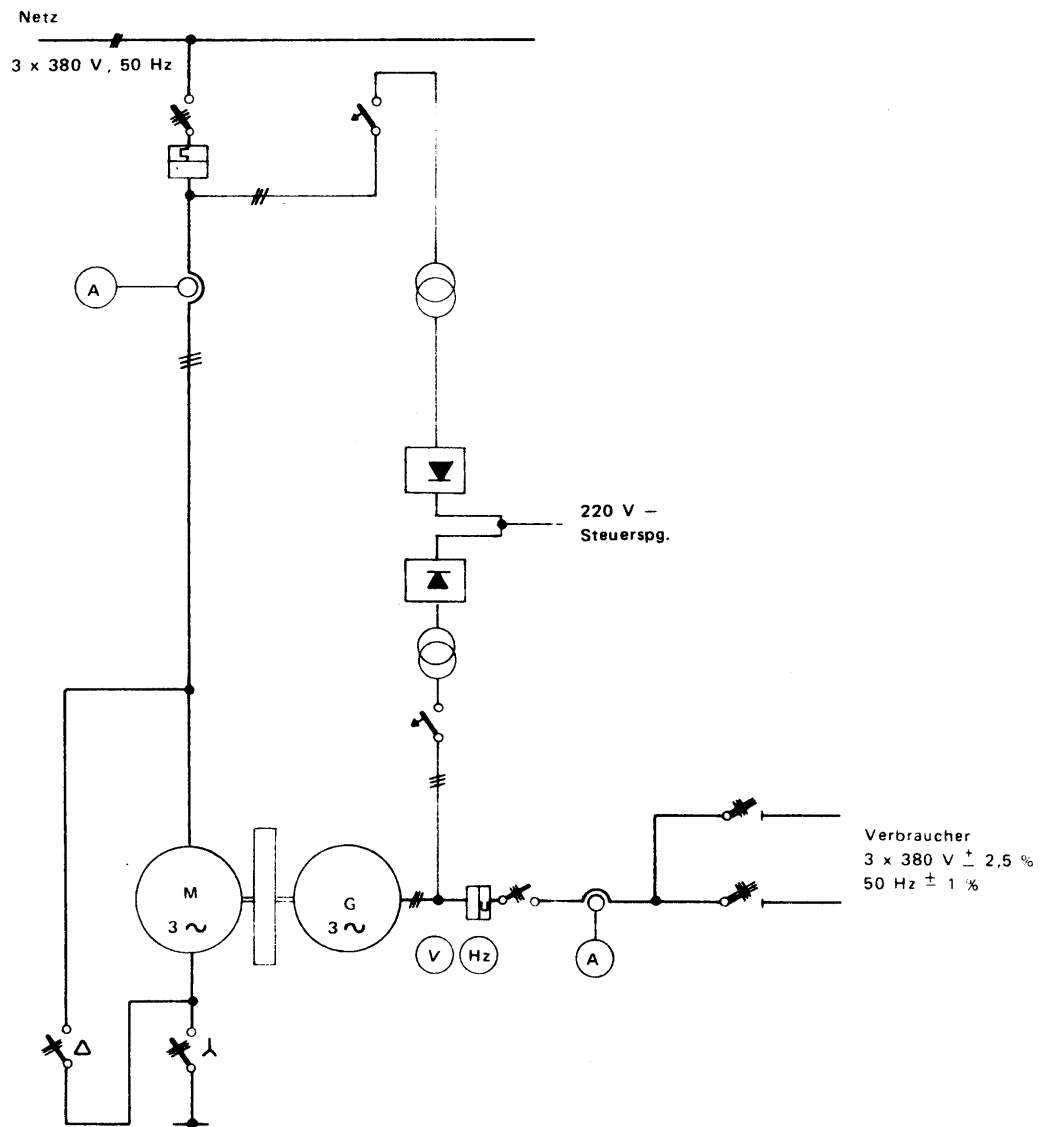 Netz
3 x 380 V, 50 Hz
A
220 V –
Steuerspg.
M
3 ~
G
3 ~
V
Hz
A
Verbraucher
3 x 380 V ± 2,5 %
50 Hz ± 1 %
Δ